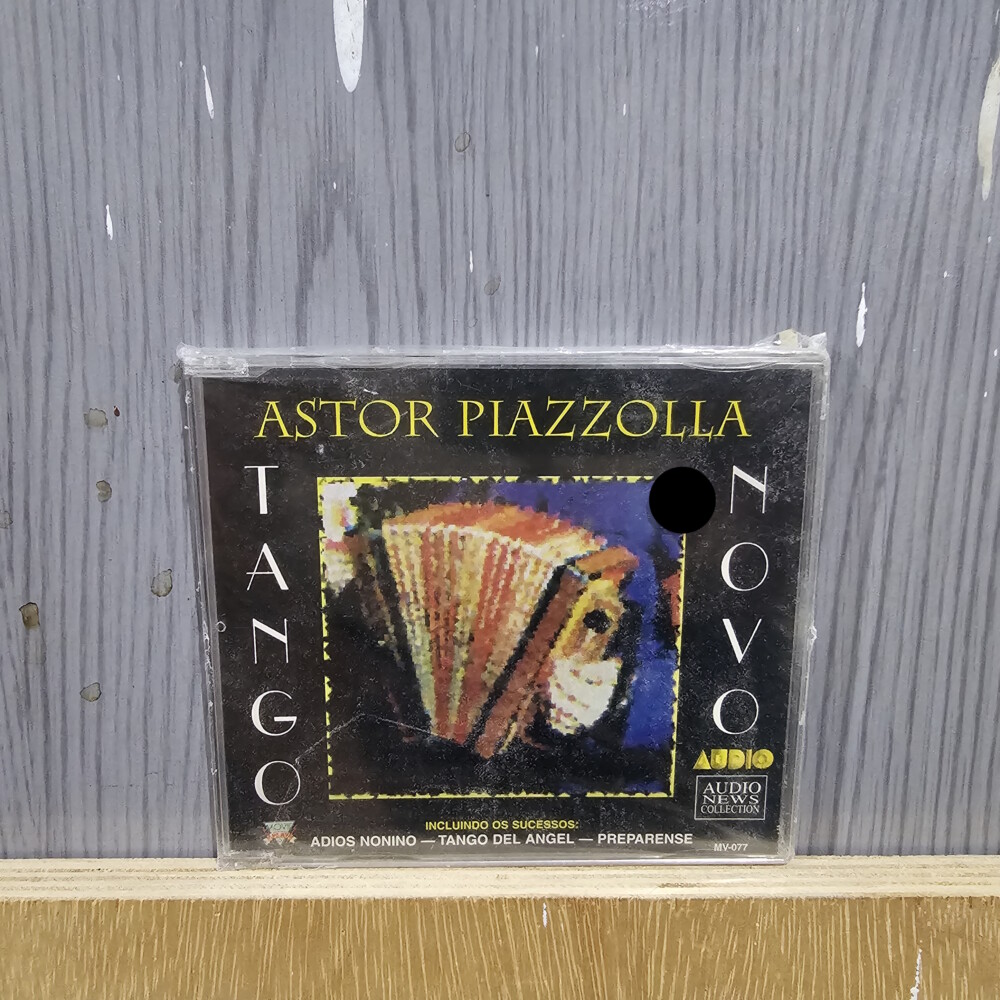 ASTOR PIAZZOLLA
TANGO
NOVO
AUDIO
AUDIO
NEWS
COLLECTION
INCLUINDO OS SUCESSOS:
ADIOS NONINO — TANGO DEL ANGEL — PREPARENSE
MV-077